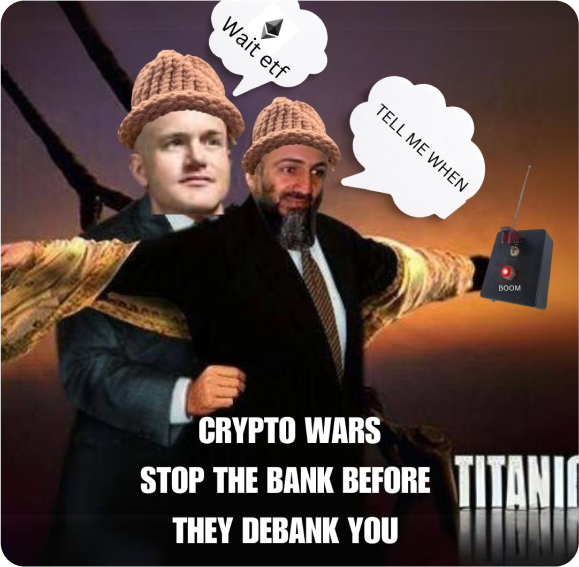 Wait etf
TELL ME WHEN
BOOM
CRYPTO WARS
STOP THE BANK BEFORE
THEY DEBANK YOU
TITANIC